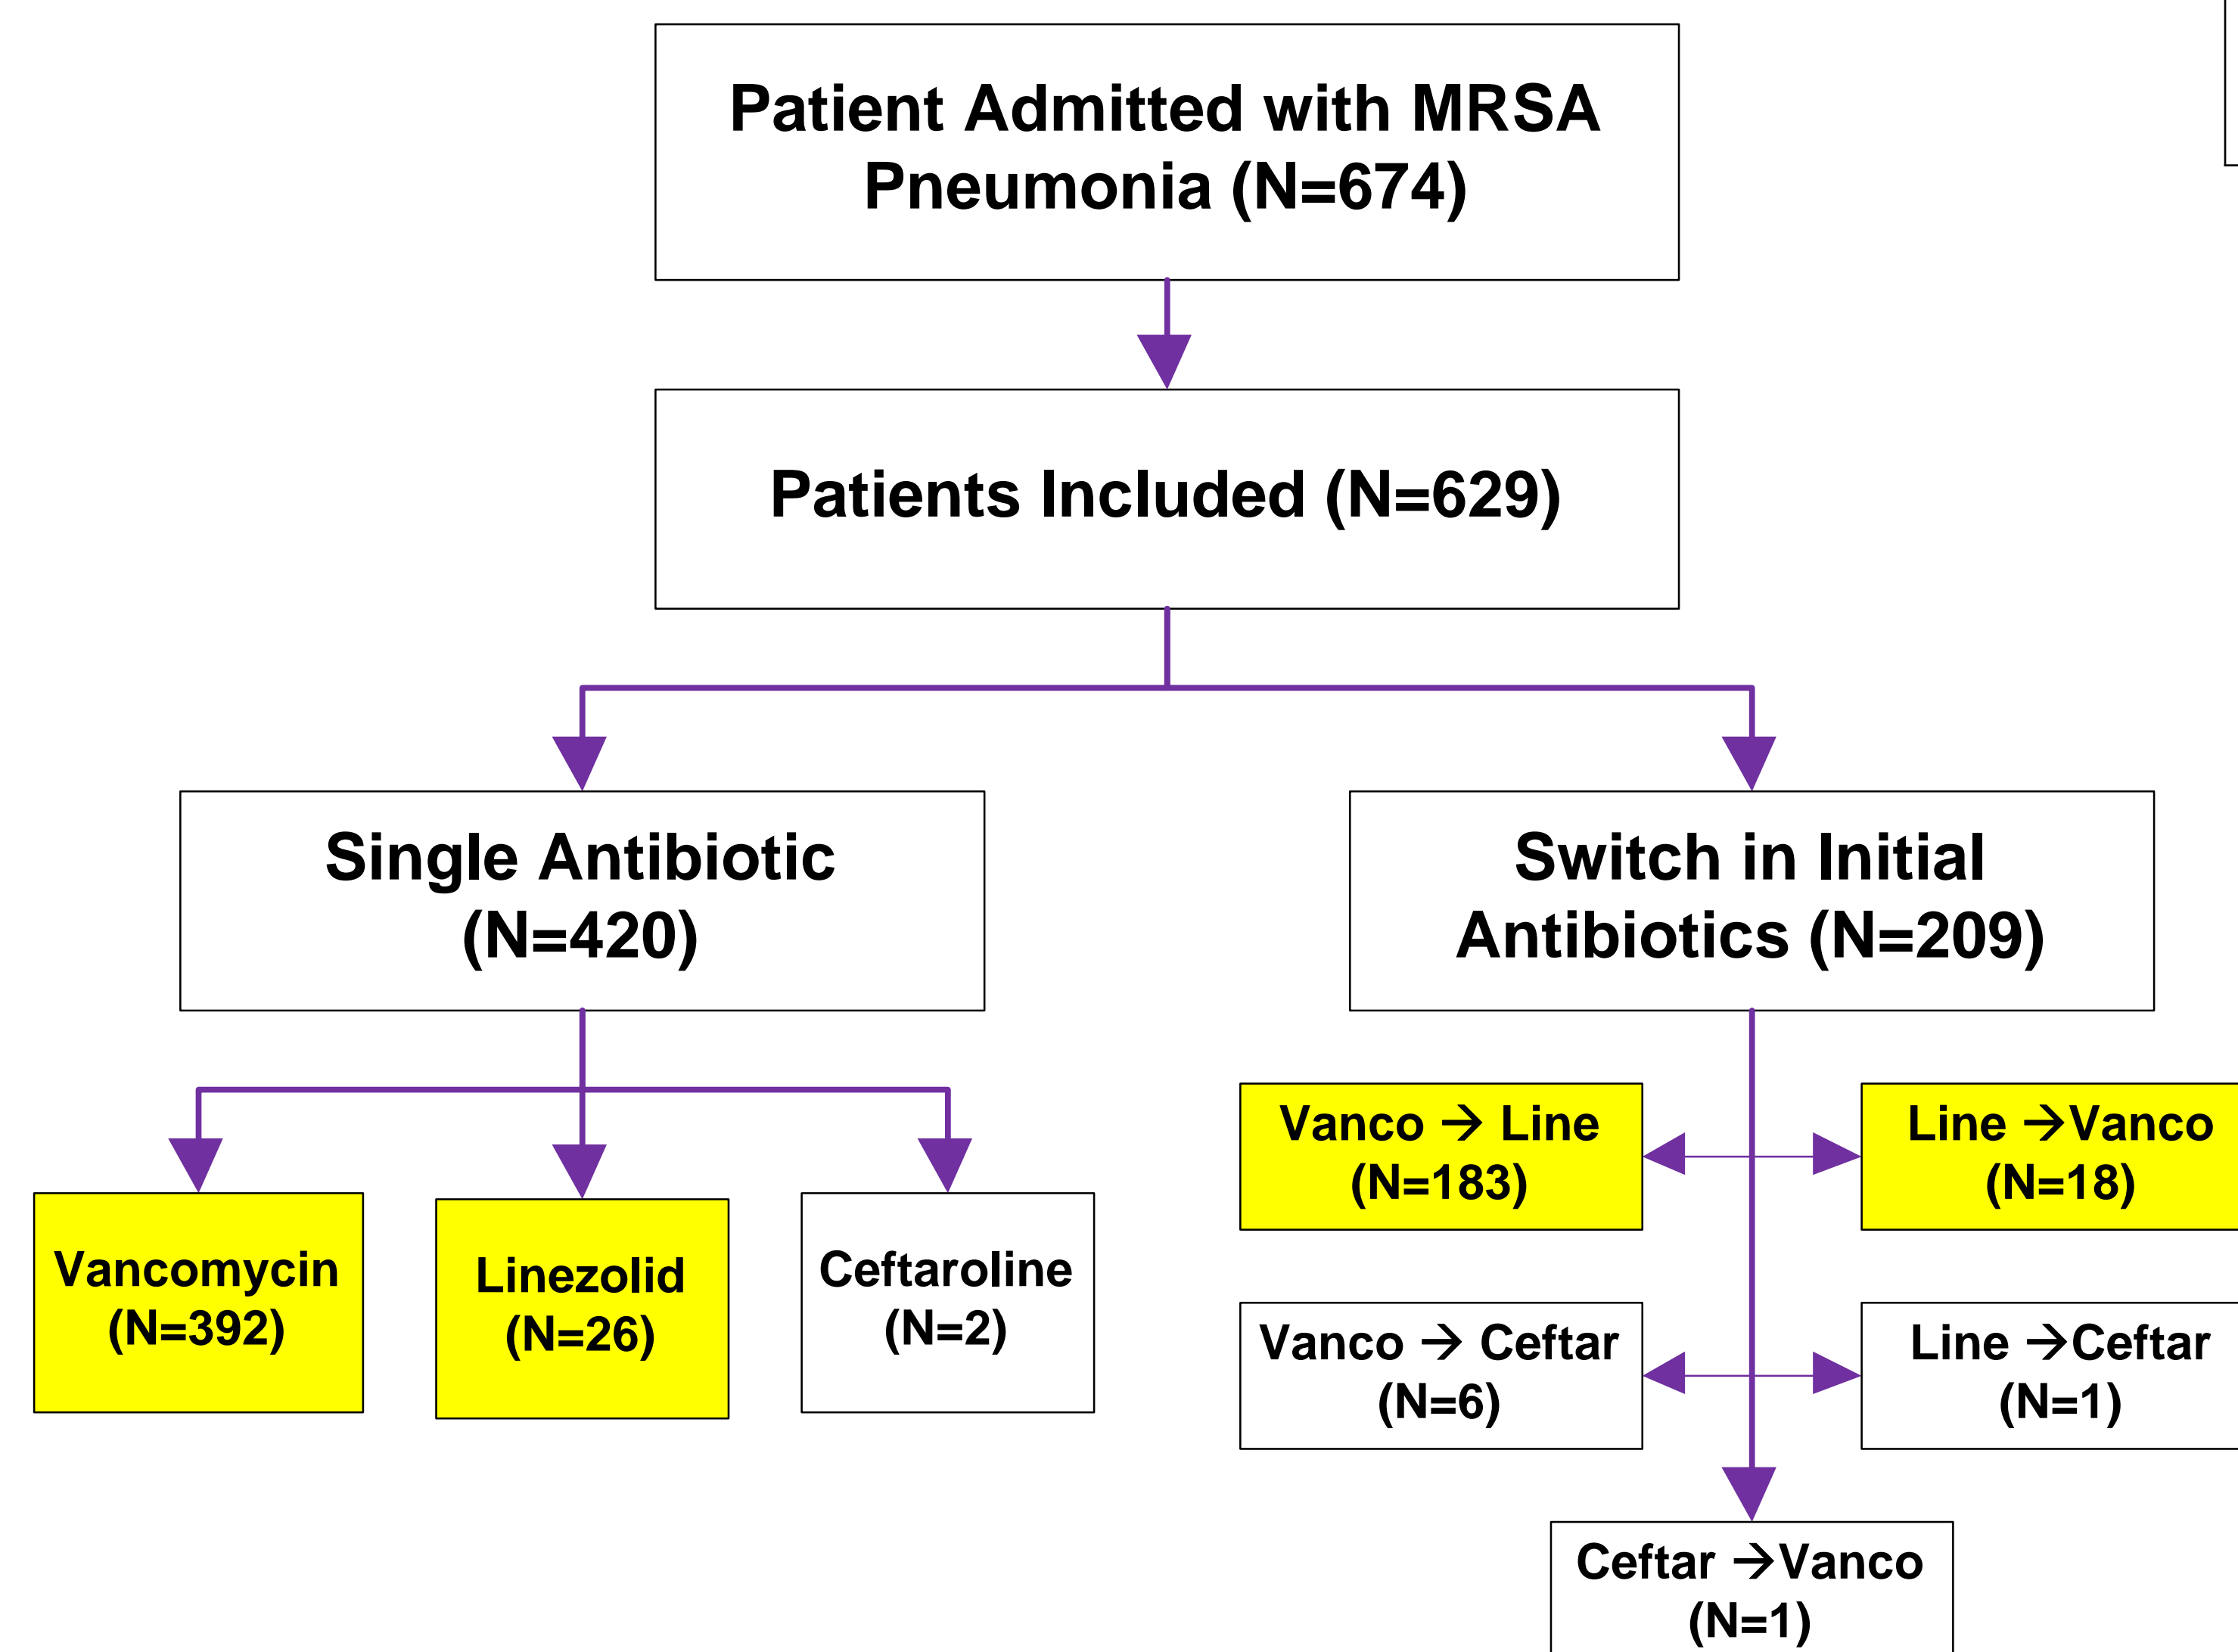 Patient Admitted with MRSA
Pneumonia (N=674)
Patients Included (N=629)
Single Antibiotic
(N=420)
Switch in Initial
Antibiotics (N=209)
Vancomycin
(N=392)
Linezolid
(N=26)
Ceftaroline
(N=2)
Vanco → Line
(N=183)
Line →Vanco
(N=18)
Vanco → Ceftar
(N=6)
Line →Ceftar
(N=1)
Ceftar →Vanco
(N=1)